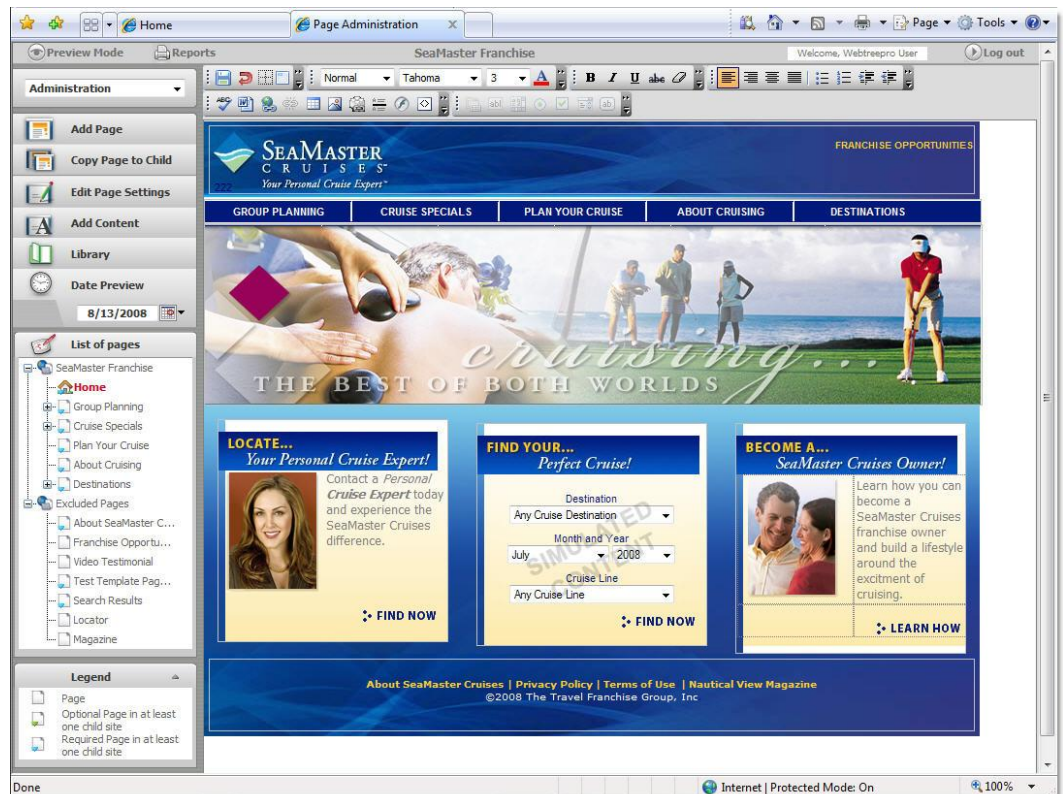 Home
Page Administration
X
Page
Tools
Preview Mode
Reports
SeaMaster Franchise
Welcome, Webtreepro User
Log out
Administration
Normal
Tahoma
3
A
B I U abc
ABC
abl
ab
Add Page
Copy Page to Child
Edit Page Settings
Add Content
Library
Date Preview
8/13/2008
List of pages
SeaMaster Franchise
Home
Group Planning
Cruise Specials
Plan Your Cruise
About Cruising
Destinations
Excluded Pages
About SeaMaster C...
Franchise Opportu...
Video Testimonial
Test Template Pag...
Search Results
Locator
Magazine
Legend
Page
Optional Page in at least
one child site
Required Page in at least
one child site
SEAMASTER
CRUISES
SM
Your Personal Cruise Expert
222
FRANCHISE OPPORTUNITIES
GROUP PLANNING
CRUISE SPECIALS
PLAN YOUR CRUISE
ABOUT CRUISING
DESTINATIONS
cruising...
THE BEST OF BOTH WORLDS
LOCATE...
Your Personal Cruise Expert!
Contact a Personal
Cruise Expert today
and experience the
SeaMaster Cruises
difference.
FIND NOW
FIND YOUR...
Perfect Cruise!
Destination
Any Cruise Destination
Month and Year
July 2008
Cruise Line
Any Cruise Line
SIMULATED
CONTENT
FIND NOW
BECOME A...
SeaMaster Cruises Owner!
Learn how you can
become a
SeaMaster Cruises
franchise owner
and build a lifestyle
around the
excitment of
cruising.
LEARN HOW
About SeaMaster Cruises | Privacy Policy | Terms of Use | Nautical View Magazine
©2008 The Travel Franchise Group, Inc
Done
Internet | Protected Mode: On
100%